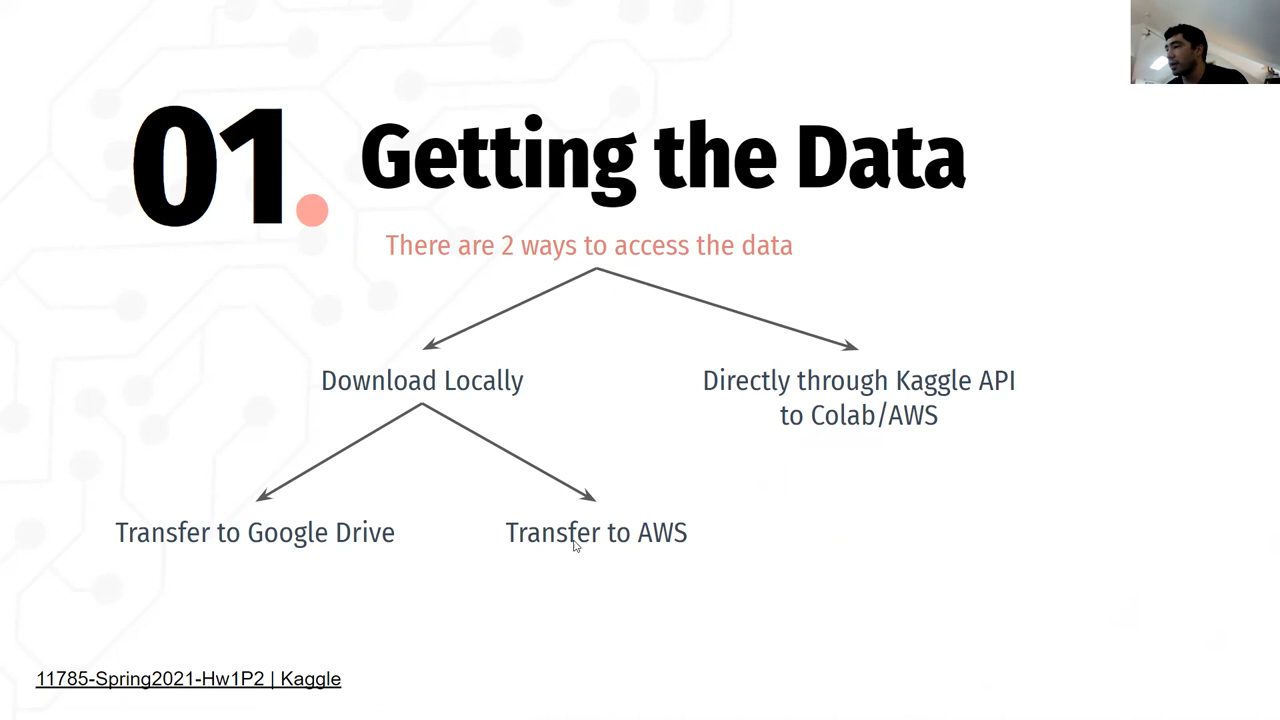 01.
Getting the Data
There are 2 ways to access the data
Download Locally
Directly through Kaggle API
to Colab/AWS
Transfer to Google Drive
Transfer to AWS
11785-Spring2021-Hw1P2 | Kaggle